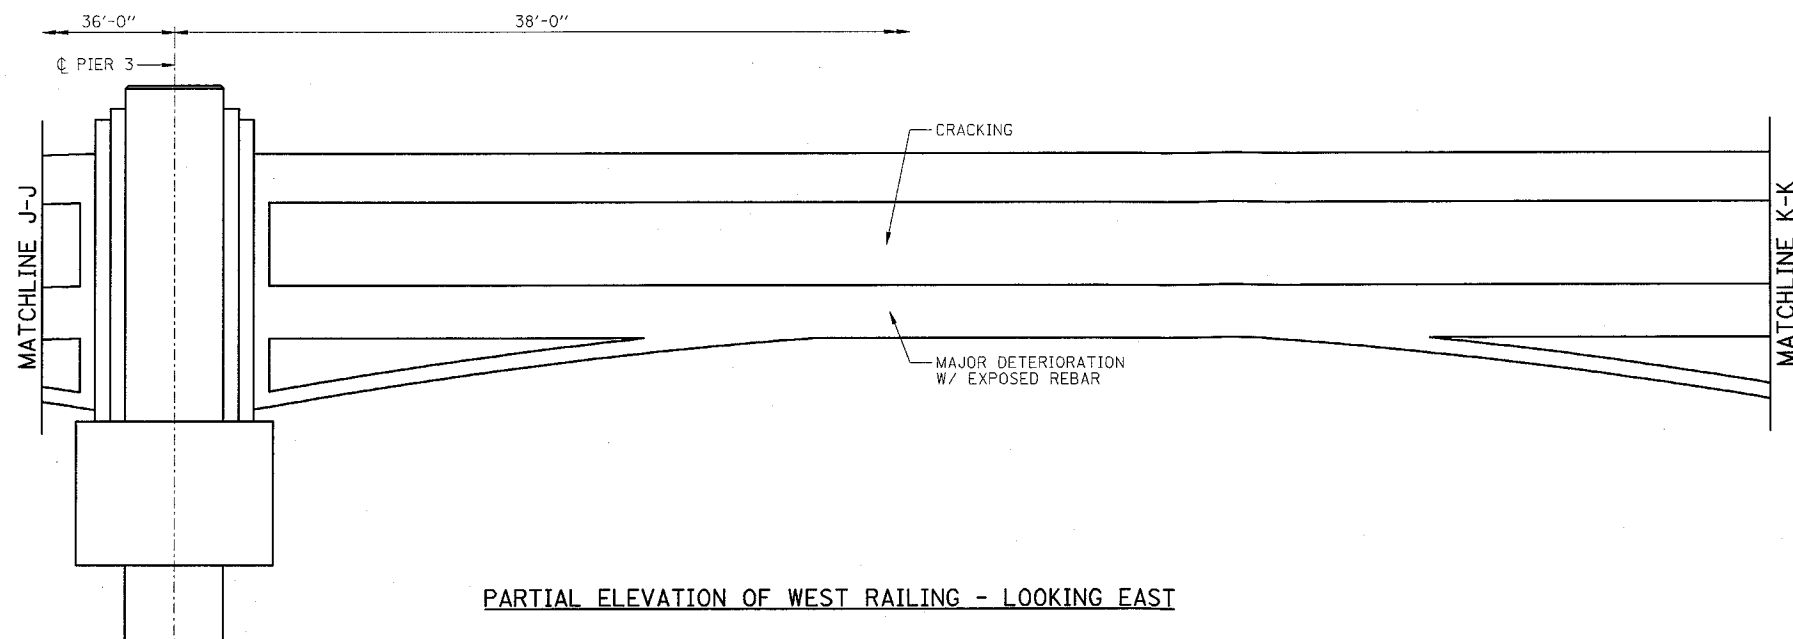 36'-0"
38'-0"
℄ PIER 3
CRACKING
MATCHLINE J-J
MATCHLINE K-K
MAJOR DETERIORATION
W/ EXPOSED REBAR
PARTIAL ELEVATION OF WEST RAILING - LOOKING EAST